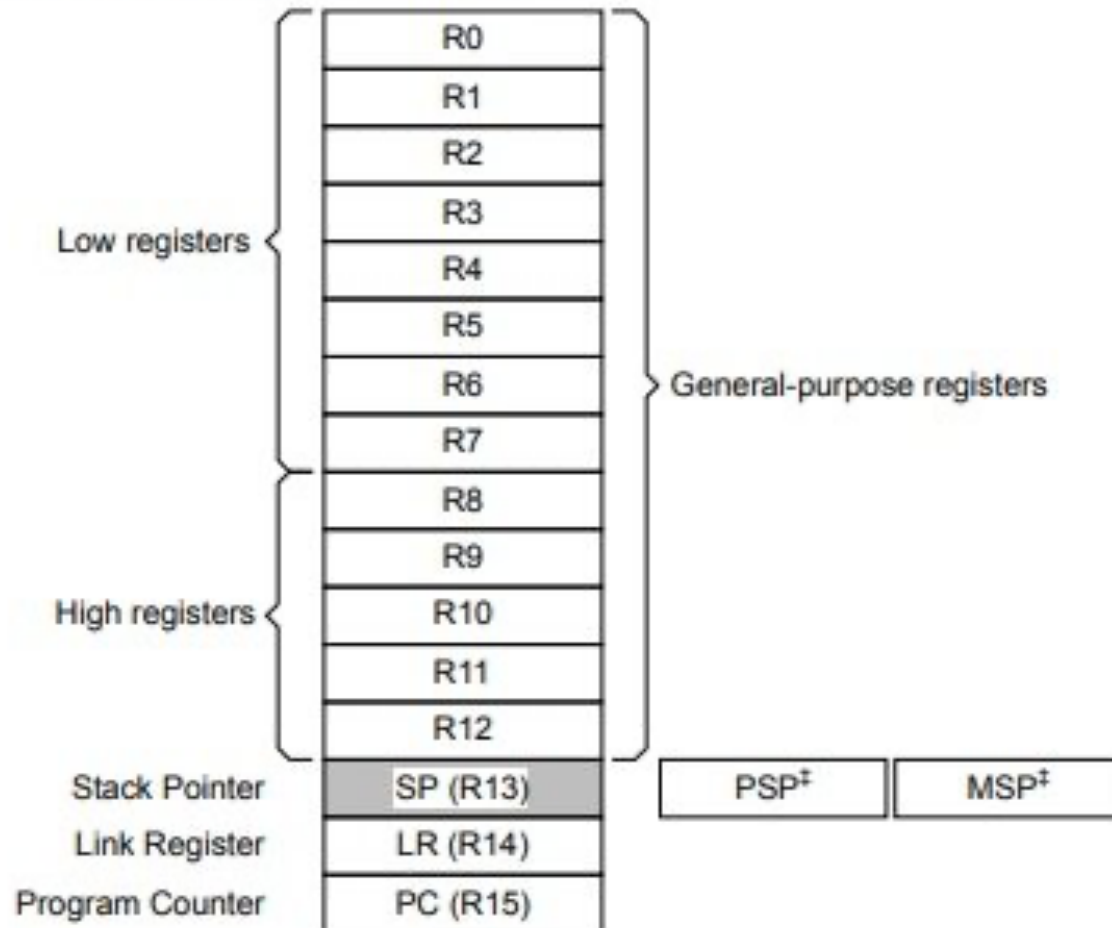 R0
R1
R2
Low registers
R3
R4
R5
R6
General-purpose registers
R7
R8
R9
High registers
R10
R11
R12
Stack Pointer SP (R13) PSP‡ MSP‡
Link Register LR (R14)
Program Counter PC (R15)